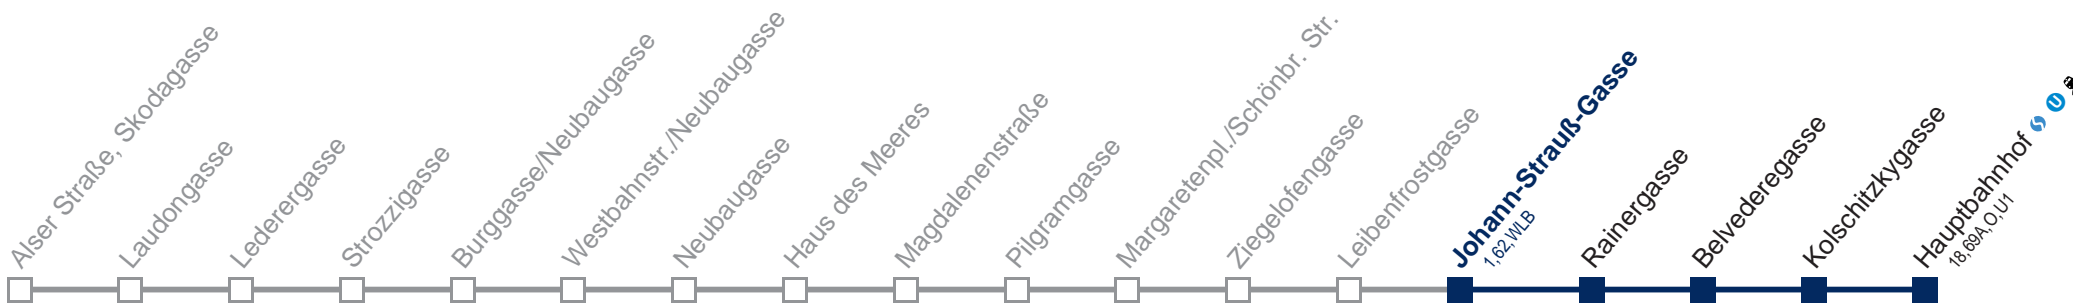 Alser Straße, Skodagasse
Laudongasse
Lederergasse
Strozzigasse
Burggasse/Neubaugasse
Westbahnstr./Neubaugasse
Neubaugasse
Haus des Meeres
Magdalenenstraße
Pilgramgasse
Margaretenpl./Schönbr. Str.
Ziegelofengasse
Leibenfrostgasse
Johann-Strauß-Gasse
1,62,WLB
Rainergasse
Belvederegasse
Kolschitzkygasse
Hauptbahnhof U
18,69A,O,U1